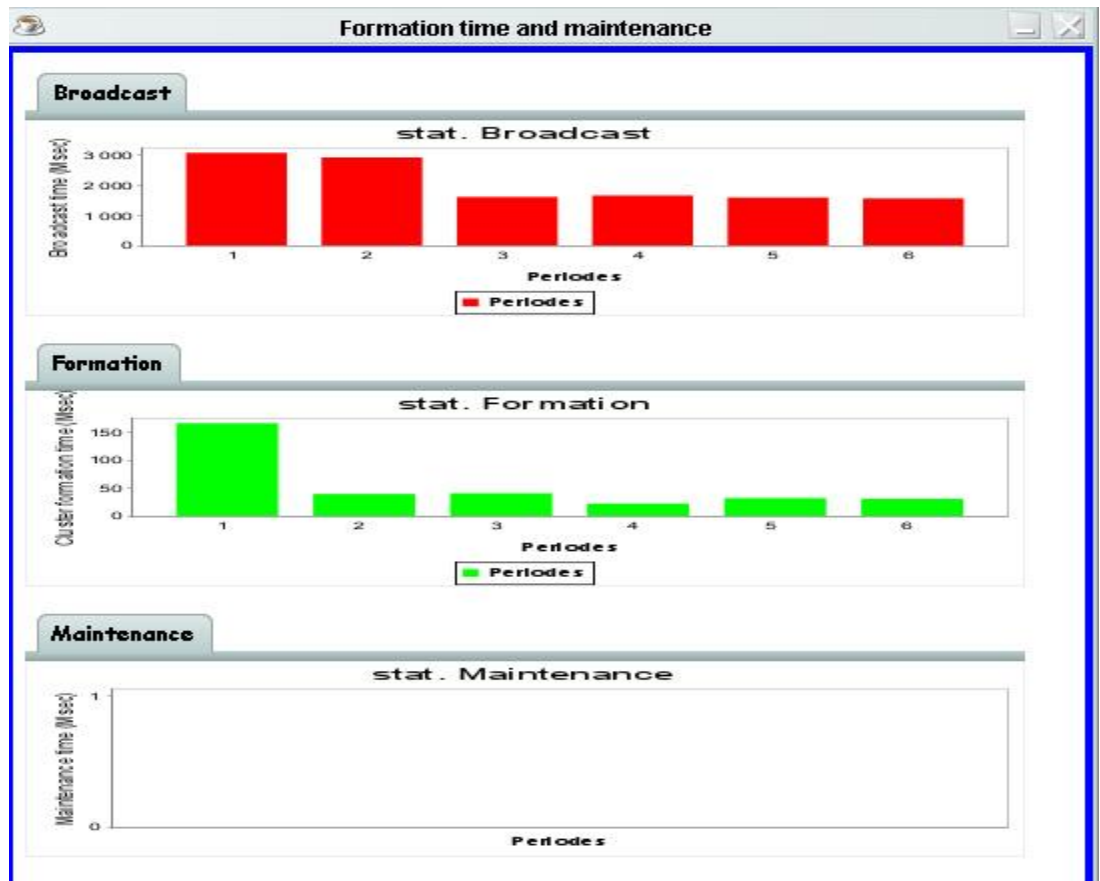 Formation time and maintenance
Broadcast
stat. Broadcast
Broadcast time (Msec)
3 000
2 000
1 000
0
1 2 3 4 5 6
Periodes
Periodes
Formation
stat. Formation
Cluster formation time (Msec)
150
100
50
0
1 2 3 4 5 6
Periodes
Periodes
Maintenance
stat. Maintenance
Maintenance time (Msec)
1
0
Periodes